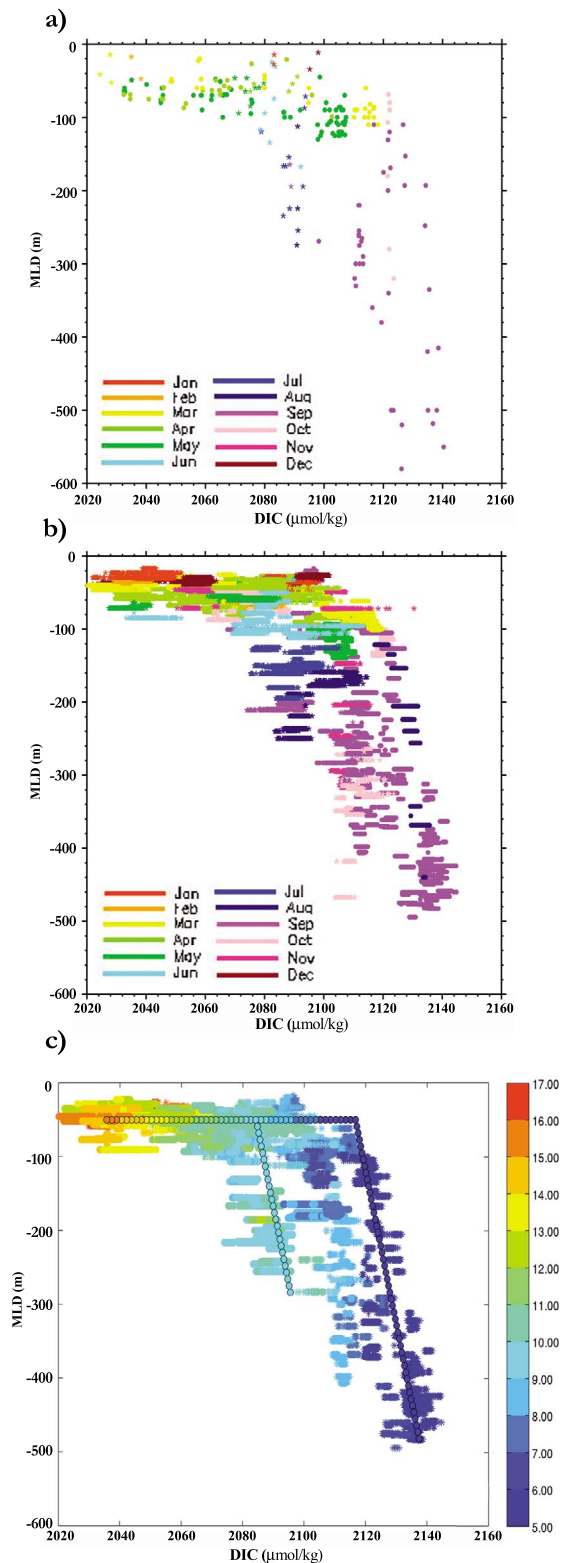 a)
0
-100
-200
-300
-400
-500
-600
MLD (m)
Jan
Feb
Mar
Apr
May
Jun
Jul
Aug
Sep
Oct
Nov
Dec
2020 2040 2060 2080 2100 2120 2140 2160
DIC (μmol/kg)
b)
0
-100
-200
-300
-400
-500
-600
MLD (m)
Jan
Feb
Mar
Apr
May
Jun
Jul
Aug
Sep
Oct
Nov
Dec
2020 2040 2060 2080 2100 2120 2140 2160
DIC (μmol/kg)
c)
0
-100
-200
-300
-400
-500
-600
MLD (m)
2020 2040 2060 2080 2100 2120 2140 2160
DIC (μmol/kg)
17.00
16.00
15.00
14.00
13.00
12.00
11.00
10.00
9.00
8.00
7.00
6.00
5.00